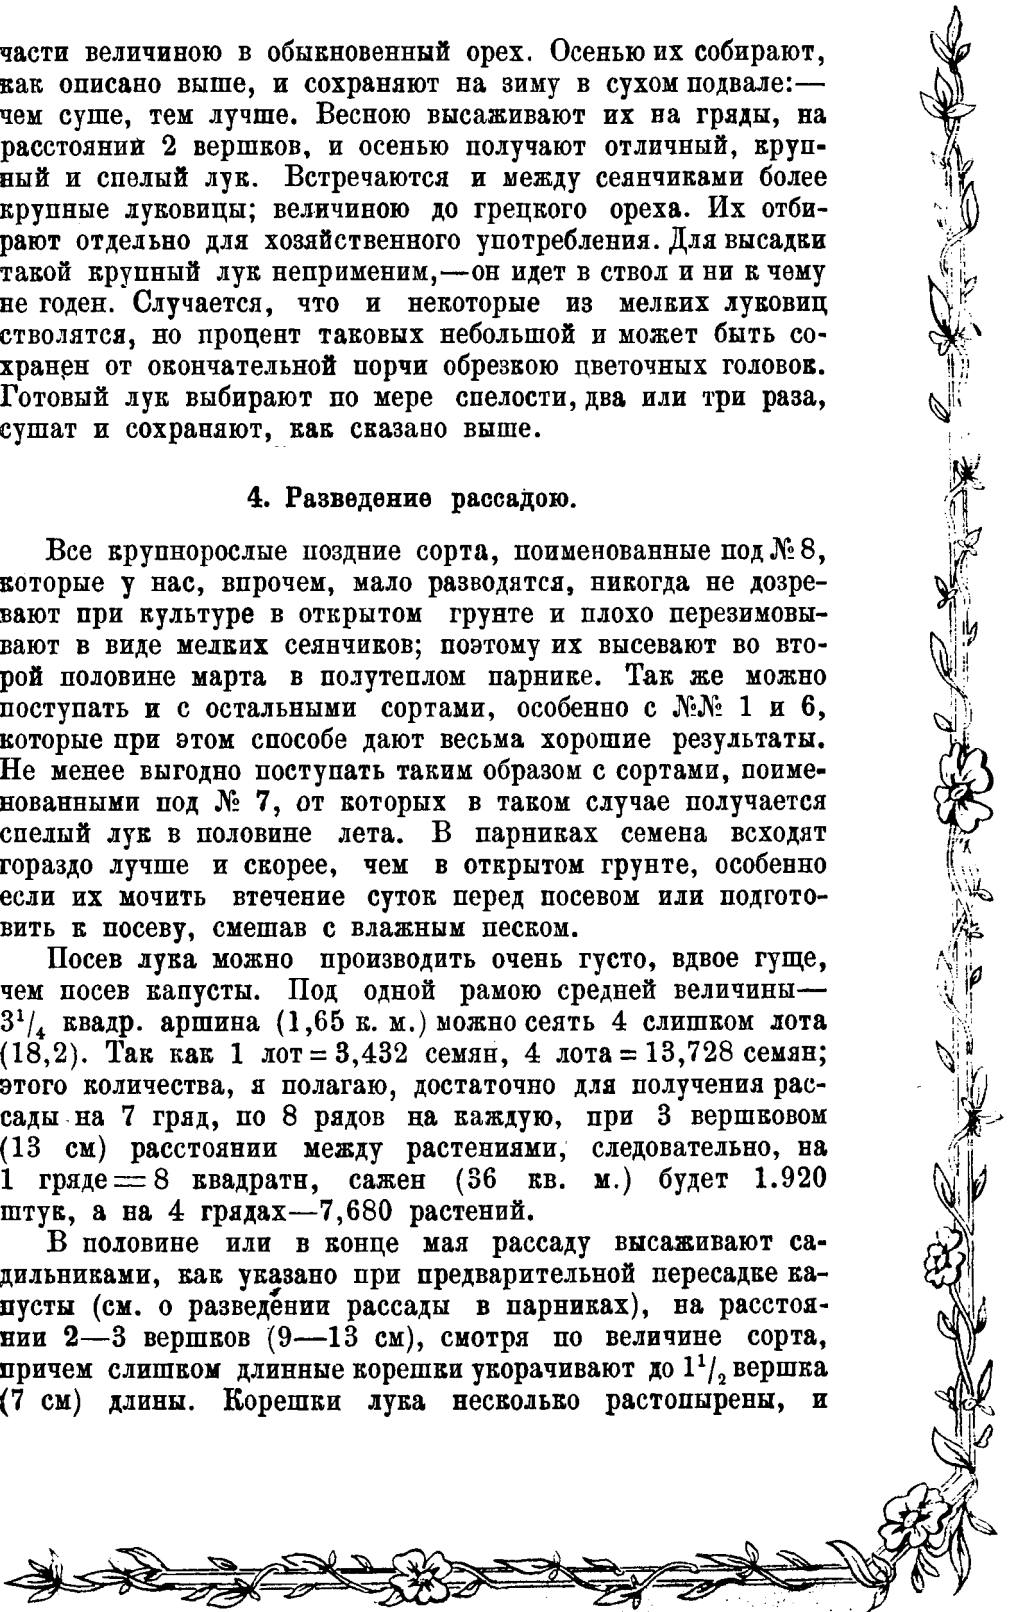 части величиною в обыкновенный орех. Осенью их собирают,
как описано выше, и сохраняют на зиму в сухом подвале:—
чем суше, тем лучше. Весною высаживают их на гряды, на
расстояний 2 вершков, и осенью получают отличный, круп-
ный и спелый лук. Встречаются и между сеянчиками более
крупные луковицы; величиною до грецкого ореха. Их отби-
рают отдельно для хозяйственного употребления. Для высадки
такой крупный лук неприменим,—он идет в ствол и ни к чему
не годен. Случается, что и некоторые из мелких луковиц
стволятся, но процент таковых небольшой и может быть со-
хранен от окончательной порчи обрезкою цветочных головок.
Готовый лук выбирают по мере спелости, два или три раза,
сушат и сохраняют, как сказано выше.
4. Разведение рассадою.
Все крупнорослые поздние сорта, поименованные под № 8,
которые у нас, впрочем, мало разводятся, никогда не дозре-
вают при культуре в открытом грунте и плохо перезимовы-
вают в виде мелких сеянчиков; поэтому их высевают во вто-
рой половине марта в полутеплом парнике. Так же можно
поступать и с остальными сортами, особенно с №№ 1 и 6,
которые при этом способе дают весьма хорошие результаты.
Не менее выгодно поступать таким образом с сортами, поиме-
нованными под № 7, от которых в таком случае получается
спелый лук в половине лета. В парниках семена всходят
гораздо лучше и скорее, чем в открытом грунте, особенно
если их мочить втечение суток перед посевом или подгото-
вить к посеву, смешав с влажным песком.
Посев лука можно производить очень густо, вдвое гуще,
чем посев капусты. Под одной рамою средней величины—
3¹/₄ квадр. аршина (1,65 к. м.) можно сеять 4 слишком лота
(18,2). Так как 1 лот = 3,432 семян, 4 лота = 13,728 семян;
этого количества, я полагаю, достаточно для получения рас-
сады на 7 гряд, по 8 рядов на каждую, при 3 вершковом
(13 см) расстоянии между растениями, следовательно, на
1 гряде = 8 квадратн, сажен (36 кв. м.) будет 1.920
штук, а на 4 грядах—7,680 растений.
В половине или в конце мая рассаду высаживают са-
дильниками, как указано при предварительной пересадке ка-
пусты (см. о разведении рассады в парниках), на расстоя-
нии 2—3 вершков (9—13 см), смотря по величине сорта,
причем слишком длинные корешки укорачивают до 1¹/₂ вершка
(7 см) длины. Корешки лука несколько растопырены, и